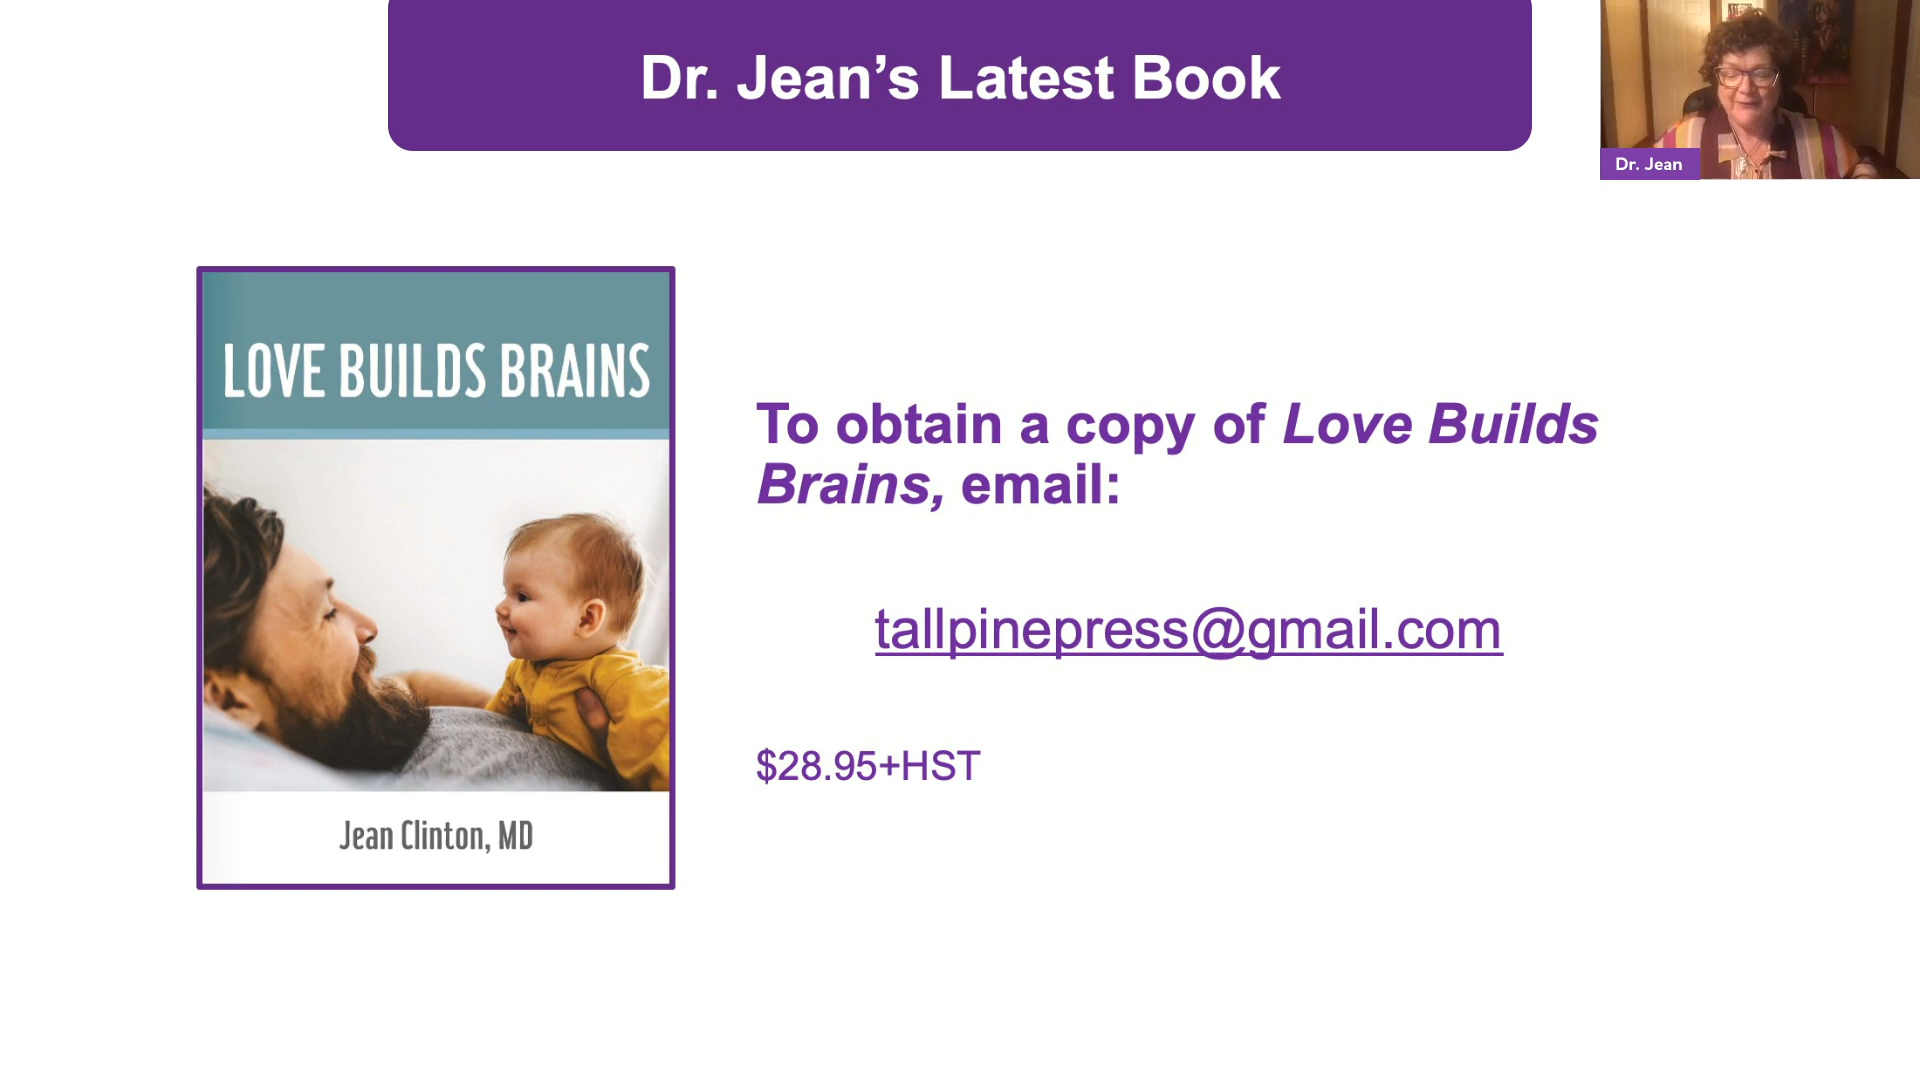 Dr. Jean’s Latest Book
Dr. Jean
LOVE BUILDS BRAINS
Jean Clinton, MD
To obtain a copy of Love Builds
Brains, email:
tallpinepress@gmail.com
$28.95+HST